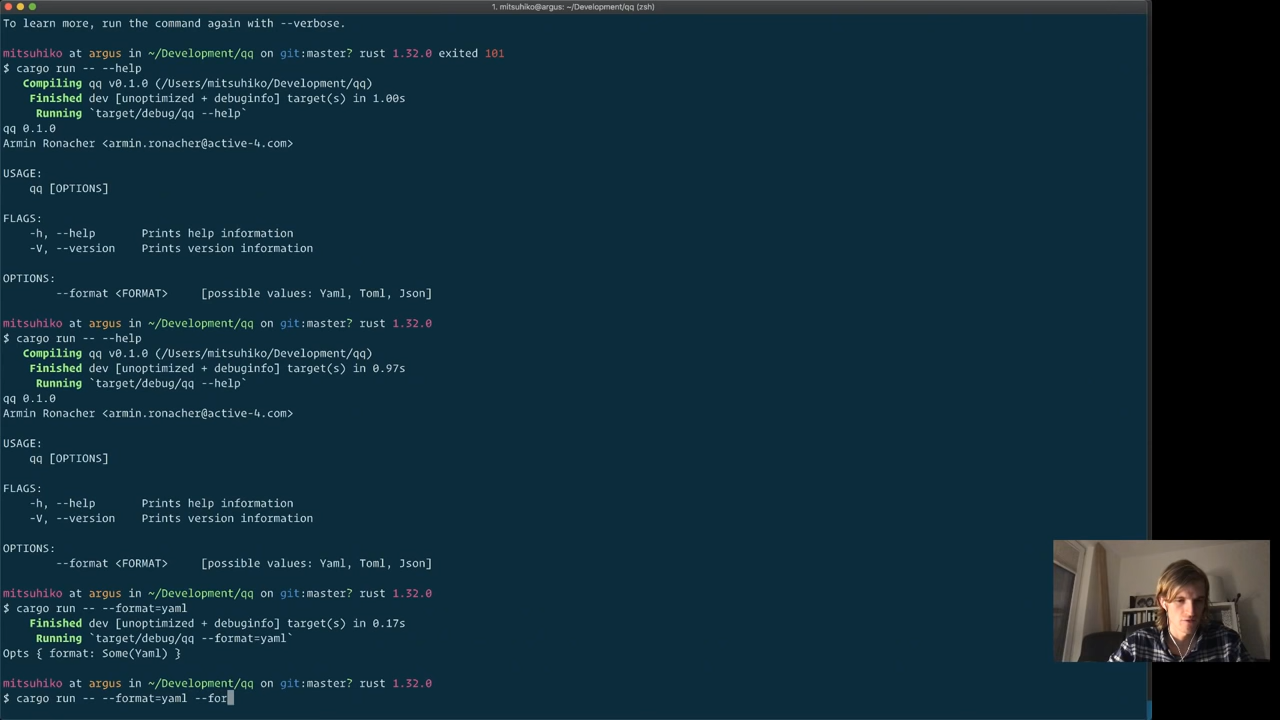 1. mitsuhiko@argus: ~/Development/qq (zsh)
To learn more, run the command again with --verbose.
mitsuhiko at argus in ~/Development/qq on git:master? rust 1.32.0 exited 101
$ cargo run -- --help
Compiling qq v0.1.0 (/Users/mitsuhiko/Development/qq)
Finished dev [unoptimized + debuginfo] target(s) in 1.00s
Running `target/debug/qq --help`
qq 0.1.0
Armin Ronacher <armin.ronacher@active-4.com>
USAGE:
qq [OPTIONS]
FLAGS:
-h, --help Prints help information
-V, --version Prints version information
OPTIONS:
--format <FORMAT> [possible values: Yaml, Toml, Json]
mitsuhiko at argus in ~/Development/qq on git:master? rust 1.32.0
$ cargo run -- --help
Compiling qq v0.1.0 (/Users/mitsuhiko/Development/qq)
Finished dev [unoptimized + debuginfo] target(s) in 0.97s
Running `target/debug/qq --help`
qq 0.1.0
Armin Ronacher <armin.ronacher@active-4.com>
USAGE:
qq [OPTIONS]
FLAGS:
-h, --help Prints help information
-V, --version Prints version information
OPTIONS:
--format <FORMAT> [possible values: Yaml, Toml, Json]
mitsuhiko at argus in ~/Development/qq on git:master? rust 1.32.0
$ cargo run -- --format=yaml
Finished dev [unoptimized + debuginfo] target(s) in 0.17s
Running `target/debug/qq --format=yaml`
Opts { format: Some(Yaml) }
mitsuhiko at argus in ~/Development/qq on git:master? rust 1.32.0
$ cargo run -- --format=yaml --for